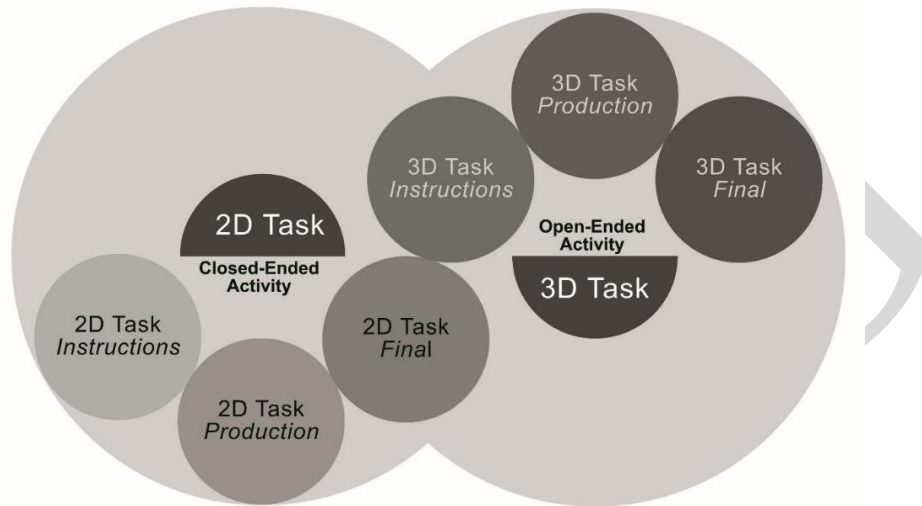 2D Task
Closed-Ended
Activity
2D Task
Instructions
2D Task
Production
2D Task
Final
3D Task
Instructions
3D Task
Production
3D Task
Final
Open-Ended
Activity
3D Task